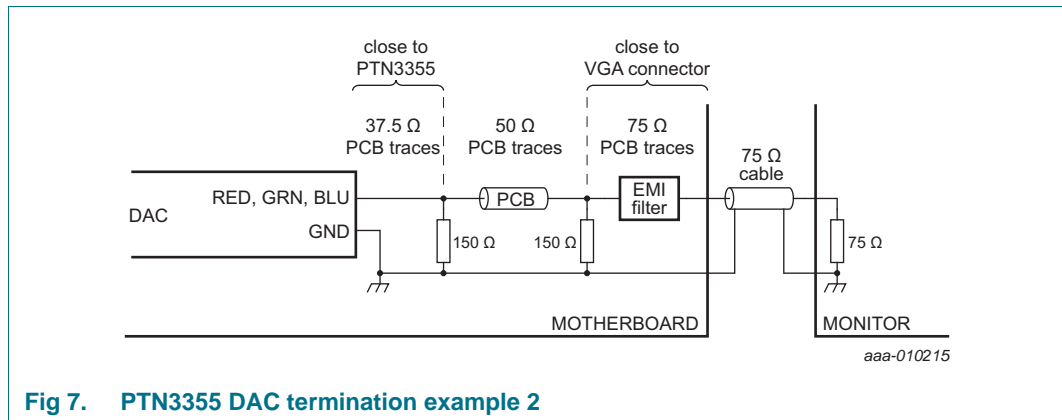 close to
PTN3355
close to
VGA connector
37.5 Ω
PCB traces
50 Ω
PCB traces
75 Ω
PCB traces
75 Ω
cable
DAC
RED, GRN, BLU
GND
PCB
EMI
filter
150 Ω
150 Ω
75 Ω
MOTHERBOARD
MONITOR
aaa-010215
Fig 7. PTN3355 DAC termination example 2